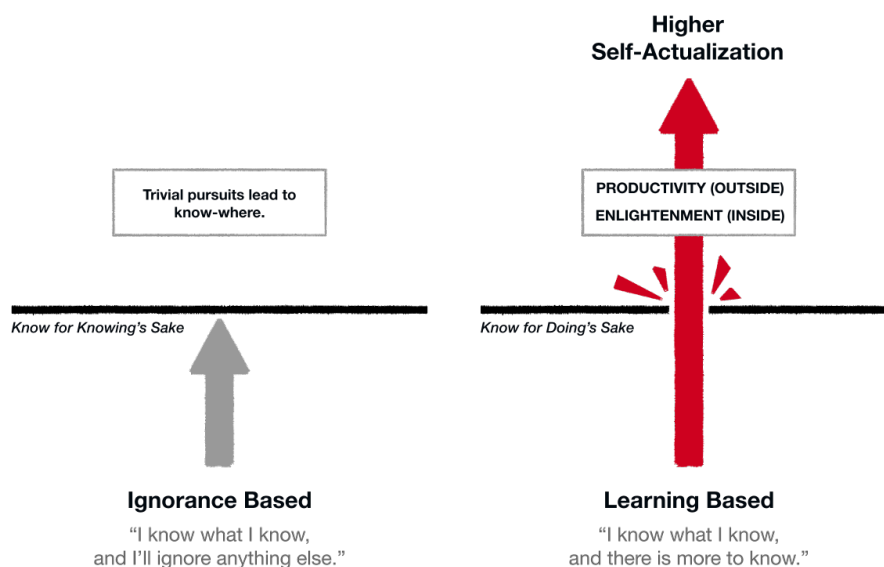 Trivial pursuits lead to
know-where.
Know for Knowing's Sake
Ignorance Based
“I know what I know,
and I'll ignore anything else.”
Higher
Self-Actualization
PRODUCTIVITY (OUTSIDE)
ENLIGHTENMENT (INSIDE)
Know for Doing's Sake
Learning Based
“I know what I know,
and there is more to know.”